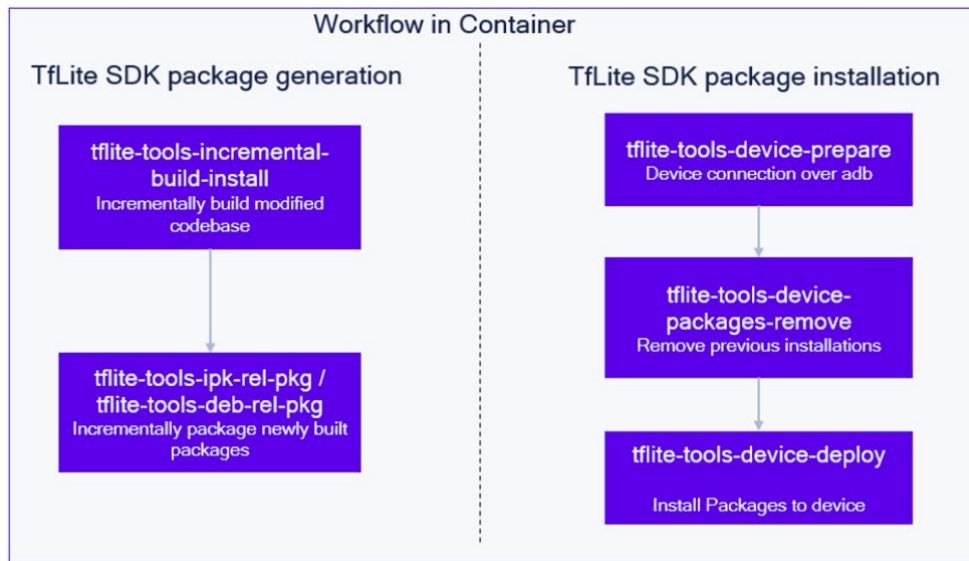 Workflow in Container
TfLite SDK package generation
tflite-tools-incremental-
build-install
Incrementally build modified
codebase
tflite-tools-ipk-rel-pkg /
tflite-tools-deb-rel-pkg
Incrementally package newly built
packages
TfLite SDK package installation
tflite-tools-device-prepare
Device connection over adb
tflite-tools-device-
packages-remove
Remove previous installations
tflite-tools-device-deploy
Install Packages to device